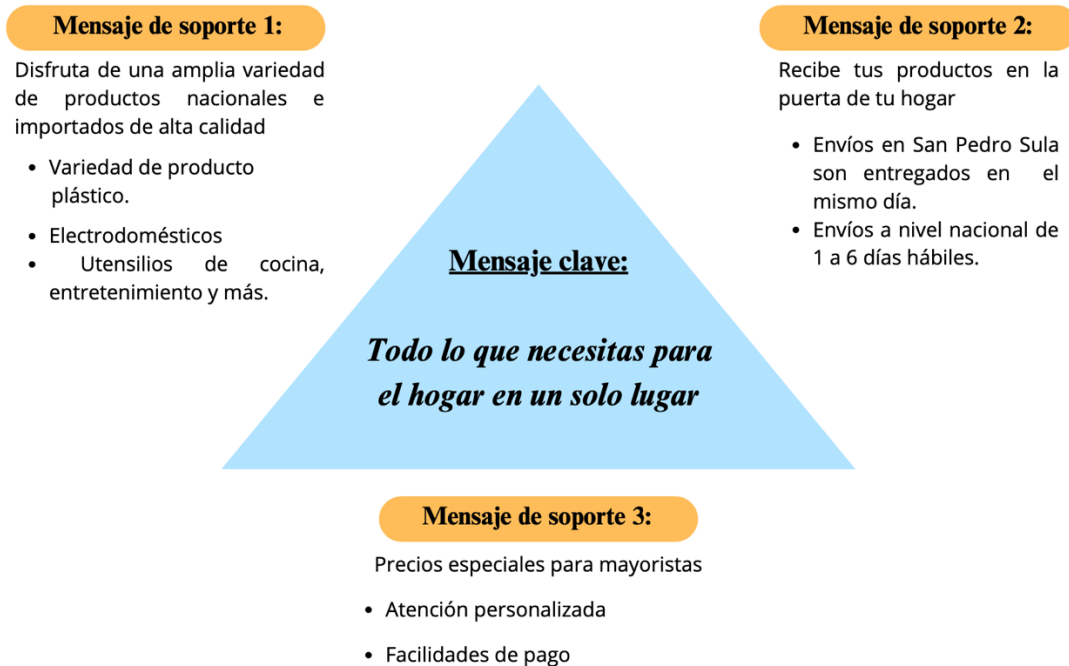 Mensaje de soporte 1:
Disfruta de una amplia variedad
de productos nacionales e
importados de alta calidad
• Variedad de producto
plástico.
• Electrodomésticos
• Utensilios de cocina,
entretenimiento y más.
Mensaje de soporte 2:
Recibe tus productos en la
puerta de tu hogar
• Envíos en San Pedro Sula
son entregados en el
mismo día.
• Envíos a nivel nacional de
1 a 6 días hábiles.
Mensaje clave:
Todo lo que necesitas para
el hogar en un solo lugar
Mensaje de soporte 3:
Precios especiales para mayoristas
• Atención personalizada
• Facilidades de pago